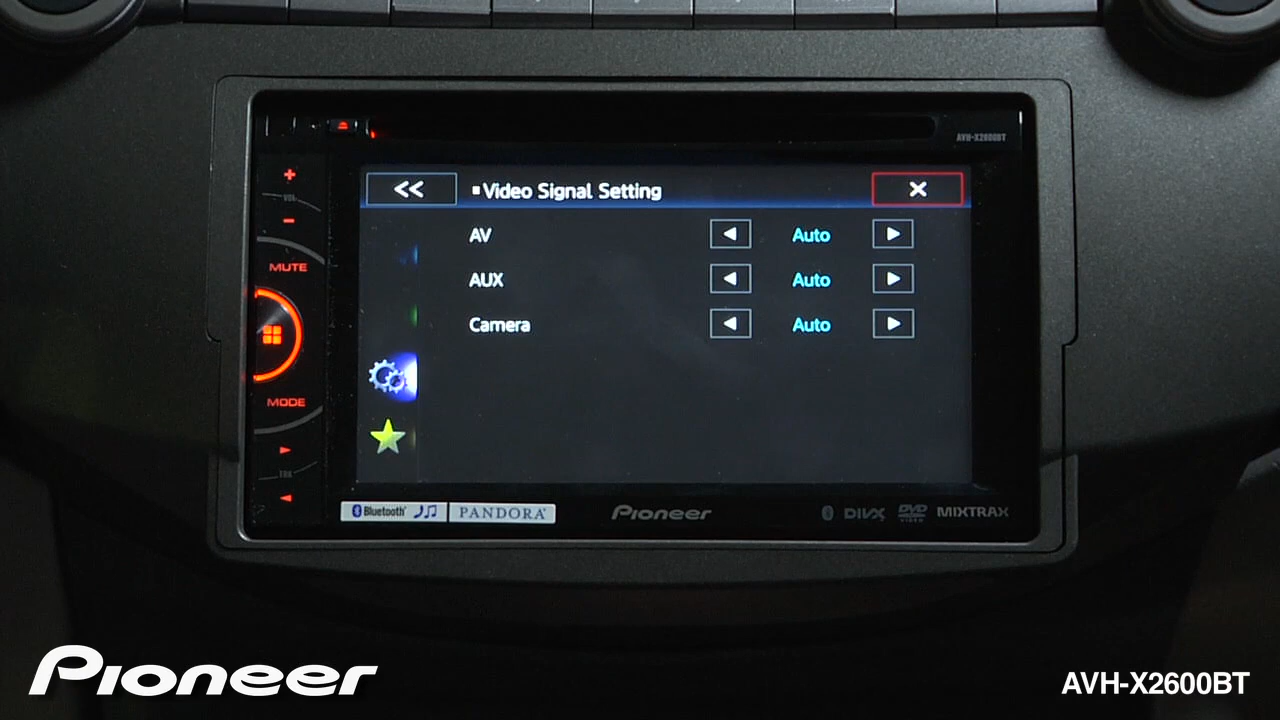 AVH-X2600BT
+
VOL
−
MUTE
MODE
TRK
<< ▪Video Signal Setting ×
AV ◄ Auto ►
AUX ◄ Auto ►
Camera ◄ Auto ►
Bluetooth PANDORA Pioneer DIVX DVD VIDEO MIXTRAX
Pioneer
AVH-X2600BT